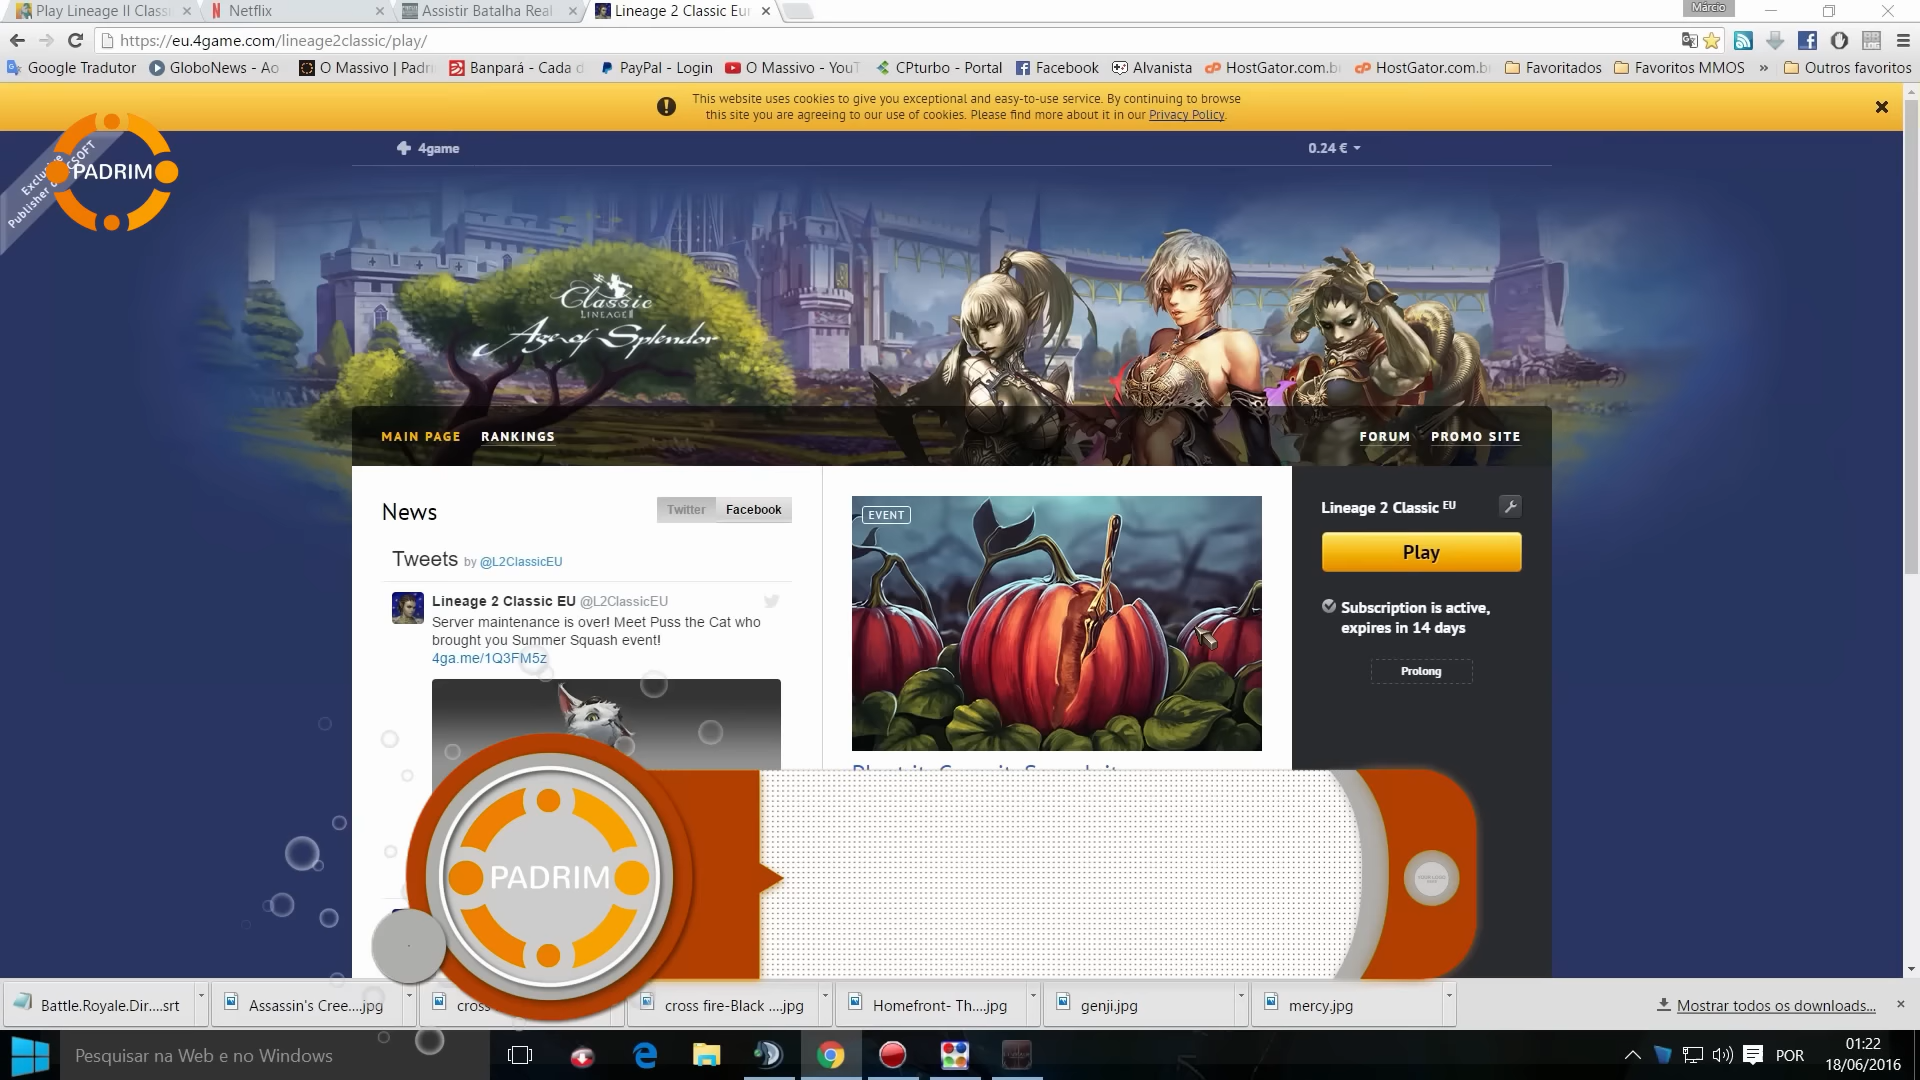 Play Lineage II Classi
Netflix
Assistir Batalha Real
Lineage 2 Classic Eur
Márcio
https://eu.4game.com/lineage2classic/play/
Google Tradutor
GloboNews - Ao
O Massivo | Padri
Banpará - Cada d
PayPal - Login
O Massivo - YouT
CPturbo - Portal
Facebook
Alvanista
HostGator.com.b
HostGator.com.b
Favoritados
Favoritos MMOS
»
Outros favoritos
This website uses cookies to give you exceptional and easy-to-use service. By continuing to browse
this site you are agreeing to our use of cookies. Please find more about it in our Privacy Policy.
PADRIM
4game
0.24 €
Classic
LINEAGE II
Age of Splendor
MAIN PAGE
RANKINGS
FORUM
PROMO SITE
News
Twitter
Facebook
Tweets by @L2ClassicEU
Lineage 2 Classic EU @L2ClassicEU
Server maintenance is over! Meet Puss the Cat who
brought you Summer Squash event!
4ga.me/1Q3FM5z
EVENT
Lineage 2 Classic EU
Play
Subscription is active,
expires in 14 days
Prolong
PADRIM
Battle.Royale.Dir....srt
Assassin's Cree....jpg
cross
cross fire-Black ....jpg
Homefront- Th....jpg
genji.jpg
mercy.jpg
Mostrar todos os downloads...
Pesquisar na Web e no Windows
POR
01:22
18/06/2016